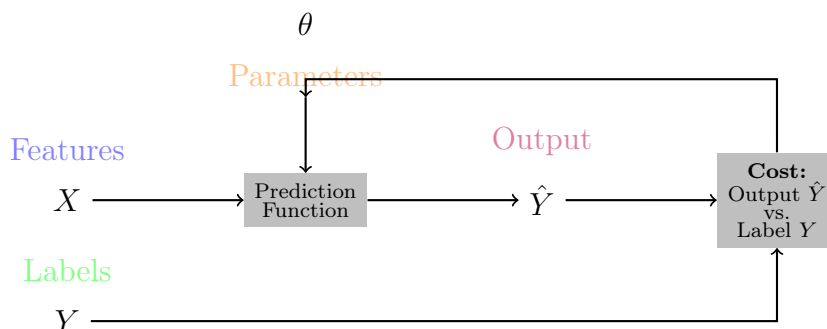 θ
Parameters
Features
Output
X
Prediction
Function
Ŷ
Cost:
Output Ŷ
vs.
Label Y
Labels
Y